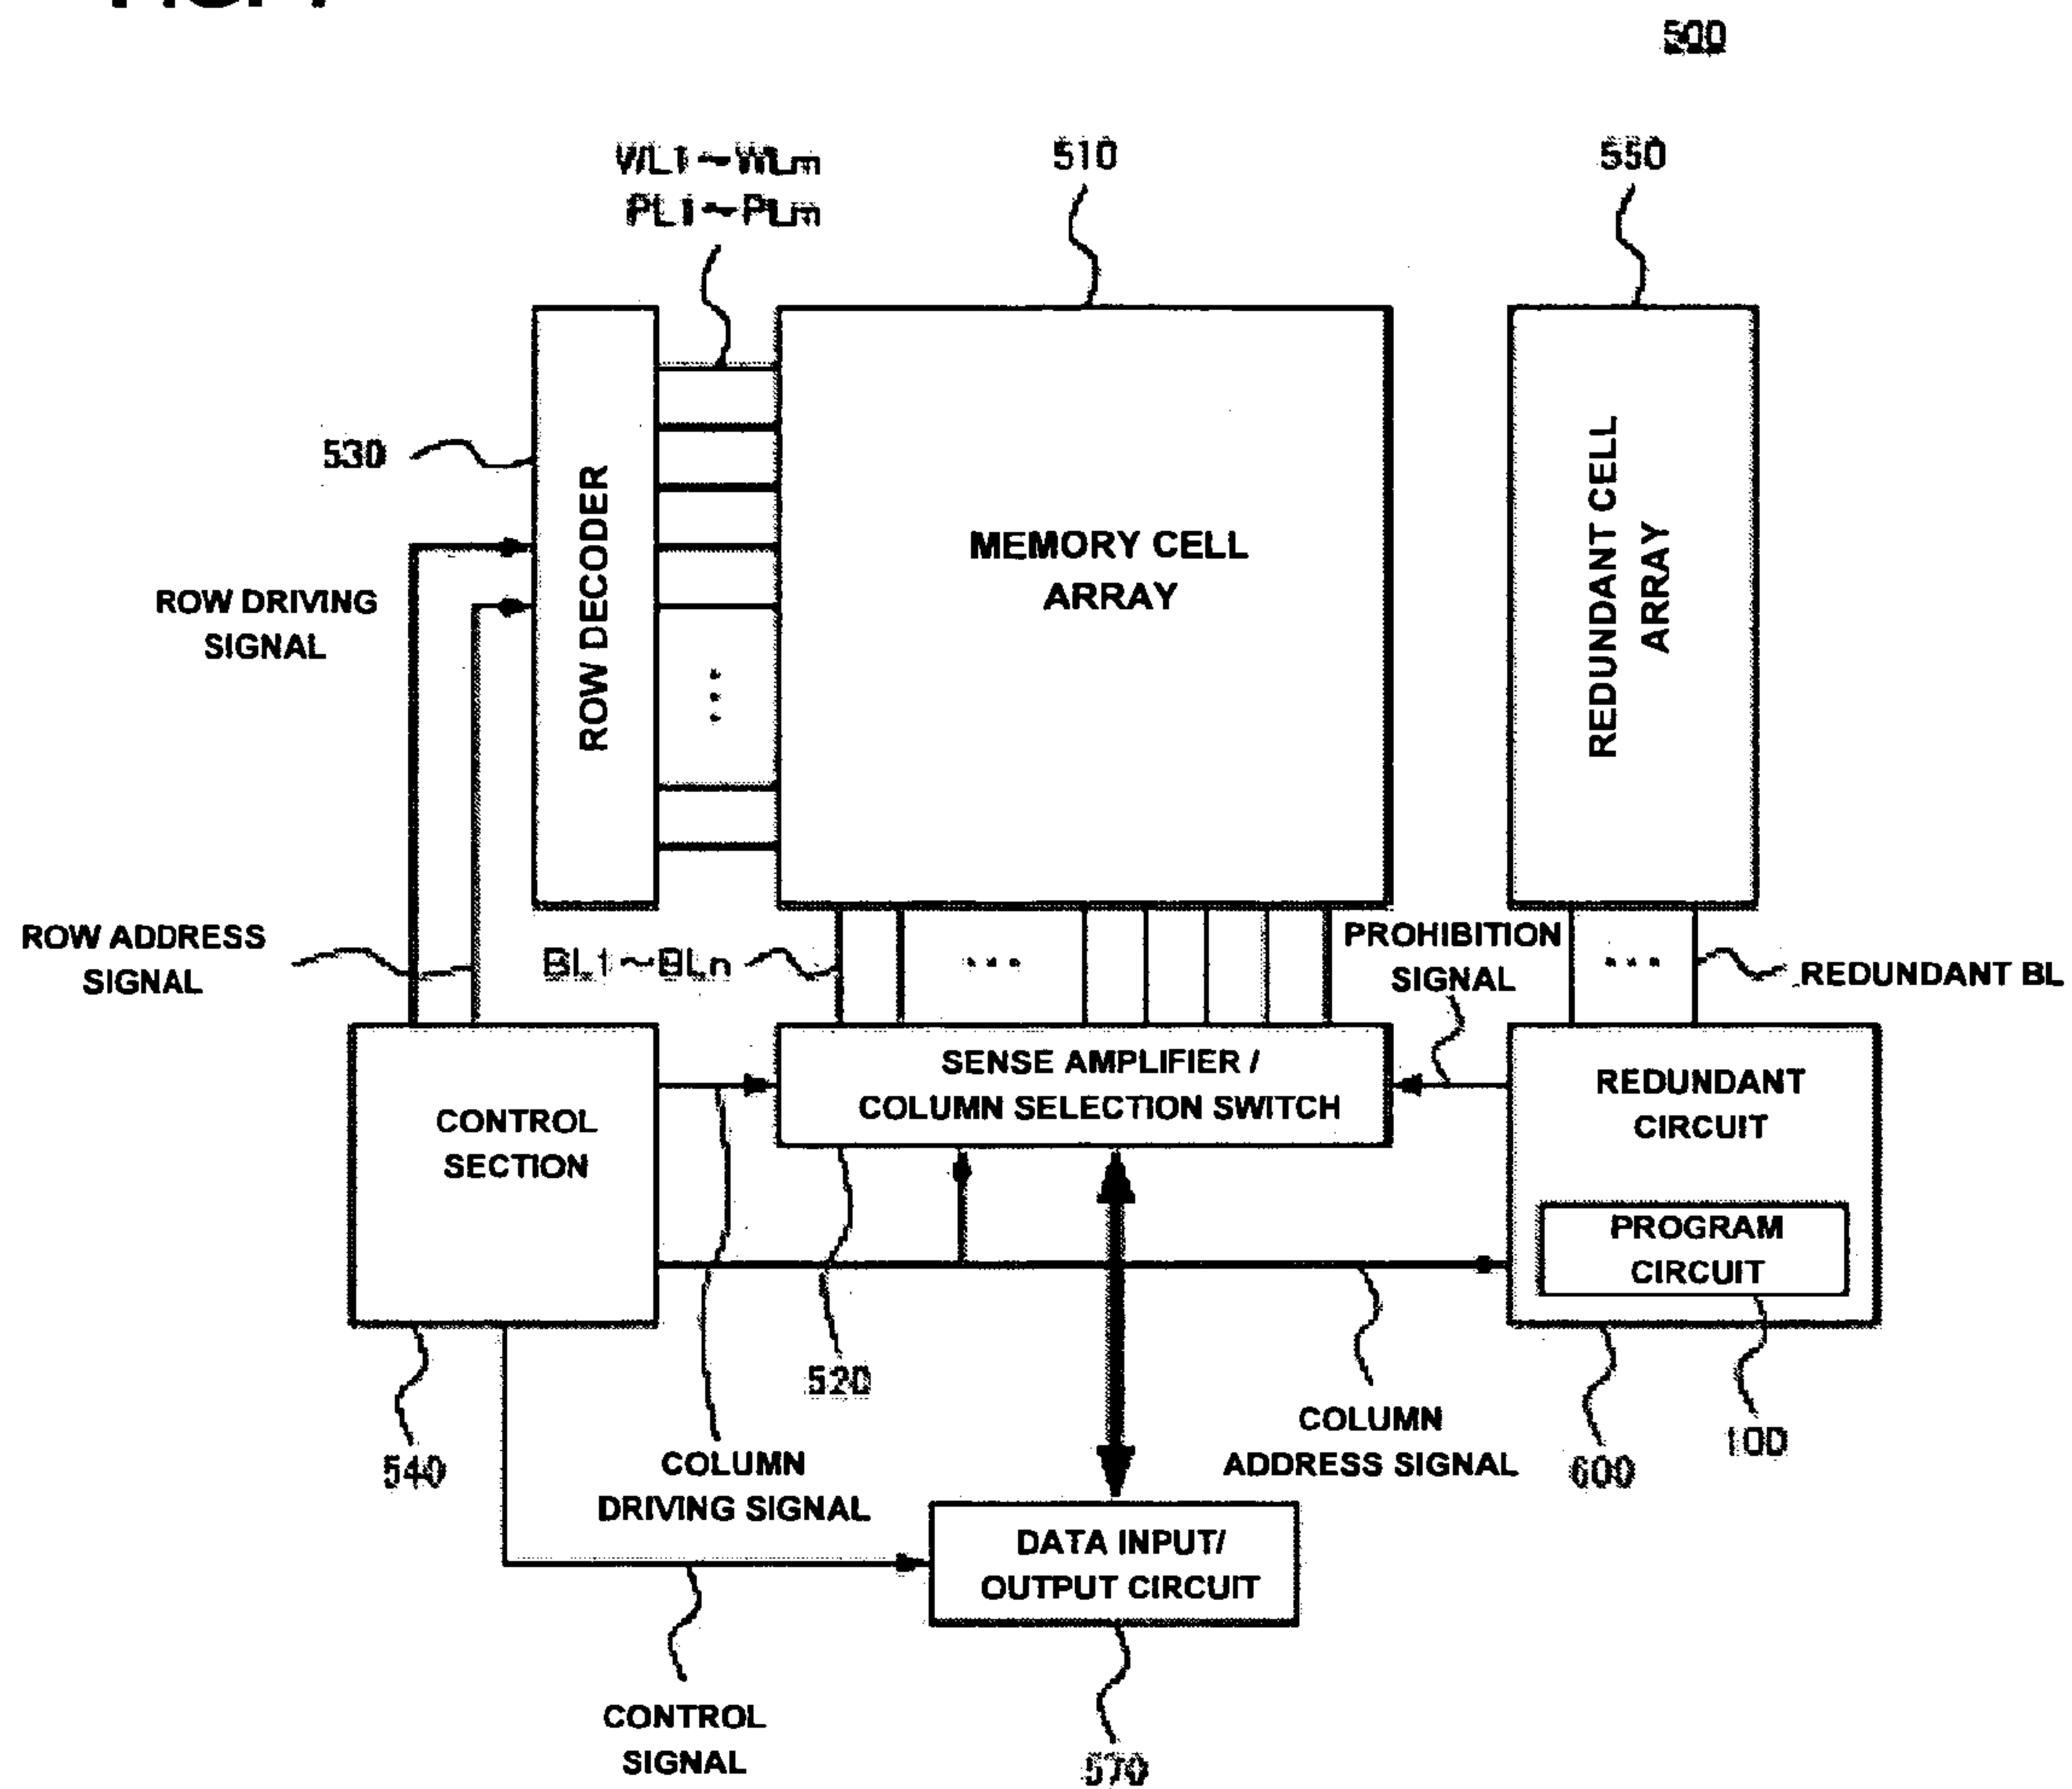 500
WL1~WLm
PL1~PLm
510
550
530
ROW DECODER
MEMORY CELL
ARRAY
REDUNDANT CELL
ARRAY
ROW DRIVING
SIGNAL
ROW ADDRESS
SIGNAL
BL1~BLn
...
PROHIBITION
SIGNAL
...
REDUNDANT BL
CONTROL
SECTION
SENSE AMPLIFIER /
COLUMN SELECTION SWITCH
REDUNDANT
CIRCUIT
PROGRAM
CIRCUIT
520
540
COLUMN
DRIVING SIGNAL
COLUMN
ADDRESS SIGNAL
600
100
DATA INPUT/
OUTPUT CIRCUIT
CONTROL
SIGNAL
570